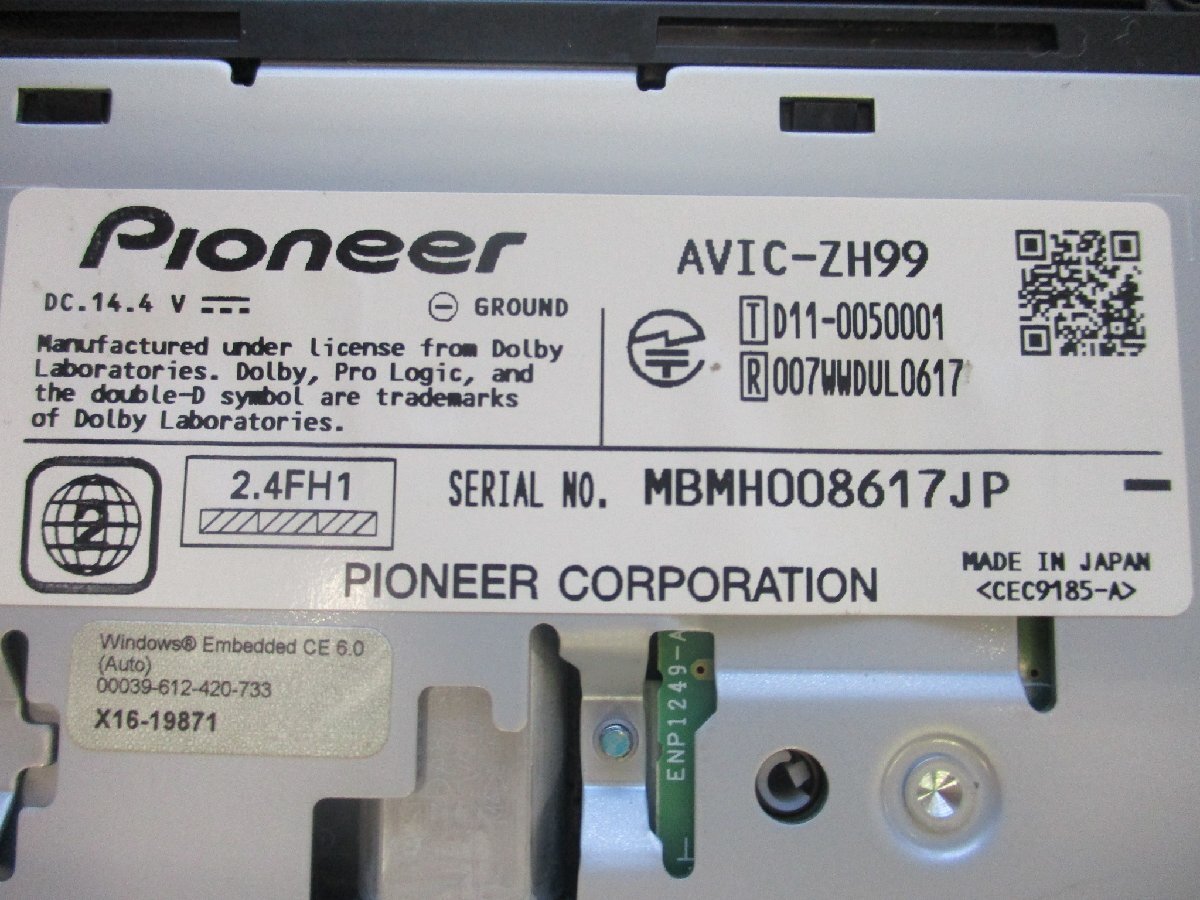 Pioneer
DC.14.4 V
GROUND
Manufactured under license from Dolby
Laboratories. Dolby, Pro Logic, and
the double-D symbol are trademarks
of Dolby Laboratories.
AVIC-ZH99
T D11-0050001
R 007WWDUL0617
2
2.4FH1
SERIAL NO. MBMH008617JP
PIONEER CORPORATION
MADE IN JAPAN
<CEC9185-A>
Windows® Embedded CE 6.0
(Auto)
00039-612-420-733
X16-19871
ENP1249-A